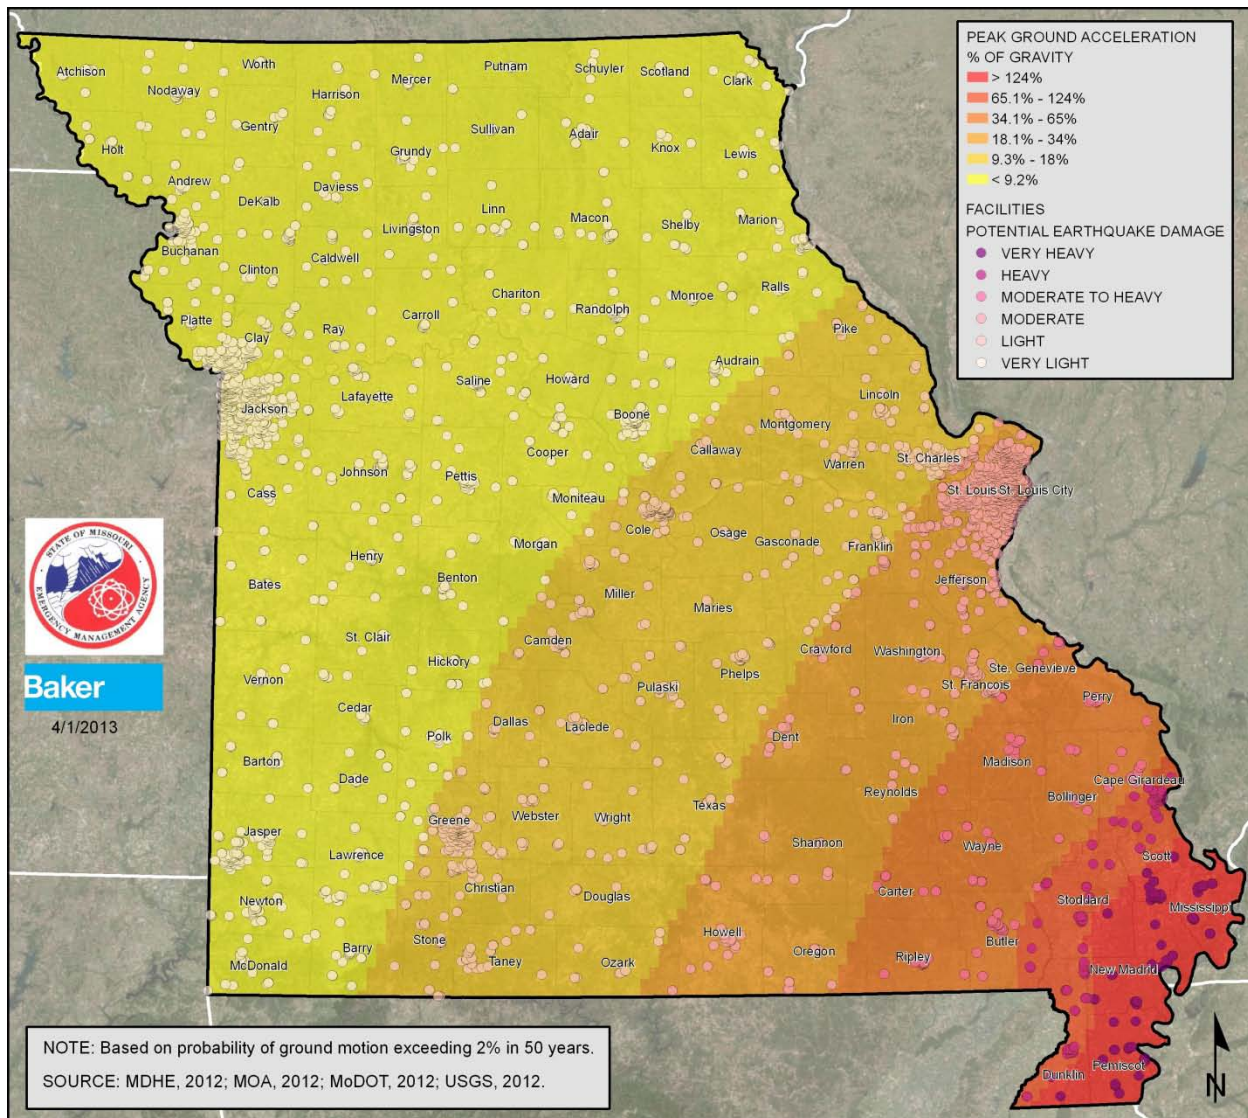 PEAK GROUND ACCELERATION
% OF GRAVITY
> 124%
65.1% - 124%
34.1% - 65%
18.1% - 34%
9.3% - 18%
< 9.2%
FACILITIES
POTENTIAL EARTHQUAKE DAMAGE
VERY HEAVY
HEAVY
MODERATE TO HEAVY
MODERATE
LIGHT
VERY LIGHT
Atchison
Worth
Nodaway
Harrison
Mercer
Putnam
Schuyler
Scotland
Clark
Gentry
Sullivan
Adair
Holt
Grundy
Knox
Lewis
Andrew
Daviess
DeKalb
Linn
Livingston
Macon
Shelby
Marion
Buchanan
Clinton
Caldwell
Chariton
Randolph
Monroe
Ralls
Platte
Clay
Ray
Carroll
Pike
Audrain
Jackson
Lafayette
Saline
Howard
Boone
Lincoln
Montgomery
Callaway
Cooper
Warren
St. Charles
Cass
Johnson
Pettis
Moniteau
St. Louis
St. Louis City
Cole
Osage
Gasconade
Franklin
Morgan
Henry
Bates
Benton
Miller
Maries
Jefferson
St. Clair
Camden
Crawford
Washington
Ste. Genevieve
Hickory
Vernon
Phelps
Pulaski
St. Francois
Perry
Cedar
Dallas
Laclede
Iron
Polk
Dent
Barton
Dade
Madison
Cape Girardeau
Reynolds
Bollinger
Texas
Greene
Webster
Wright
Jasper
Lawrence
Shannon
Wayne
Scott
Christian
Douglas
Carter
Newton
Stoddard
Mississippi
Barry
Stone
Howell
Butler
McDonald
Taney
Ozark
Oregon
Ripley
New Madrid
Dunklin
Pemiscot
STATE OF MISSOURI
EMERGENCY MANAGEMENT AGENCY
Baker
4/1/2013
NOTE: Based on probability of ground motion exceeding 2% in 50 years.
SOURCE: MDHE, 2012; MOA, 2012; MoDOT, 2012; USGS, 2012.
N